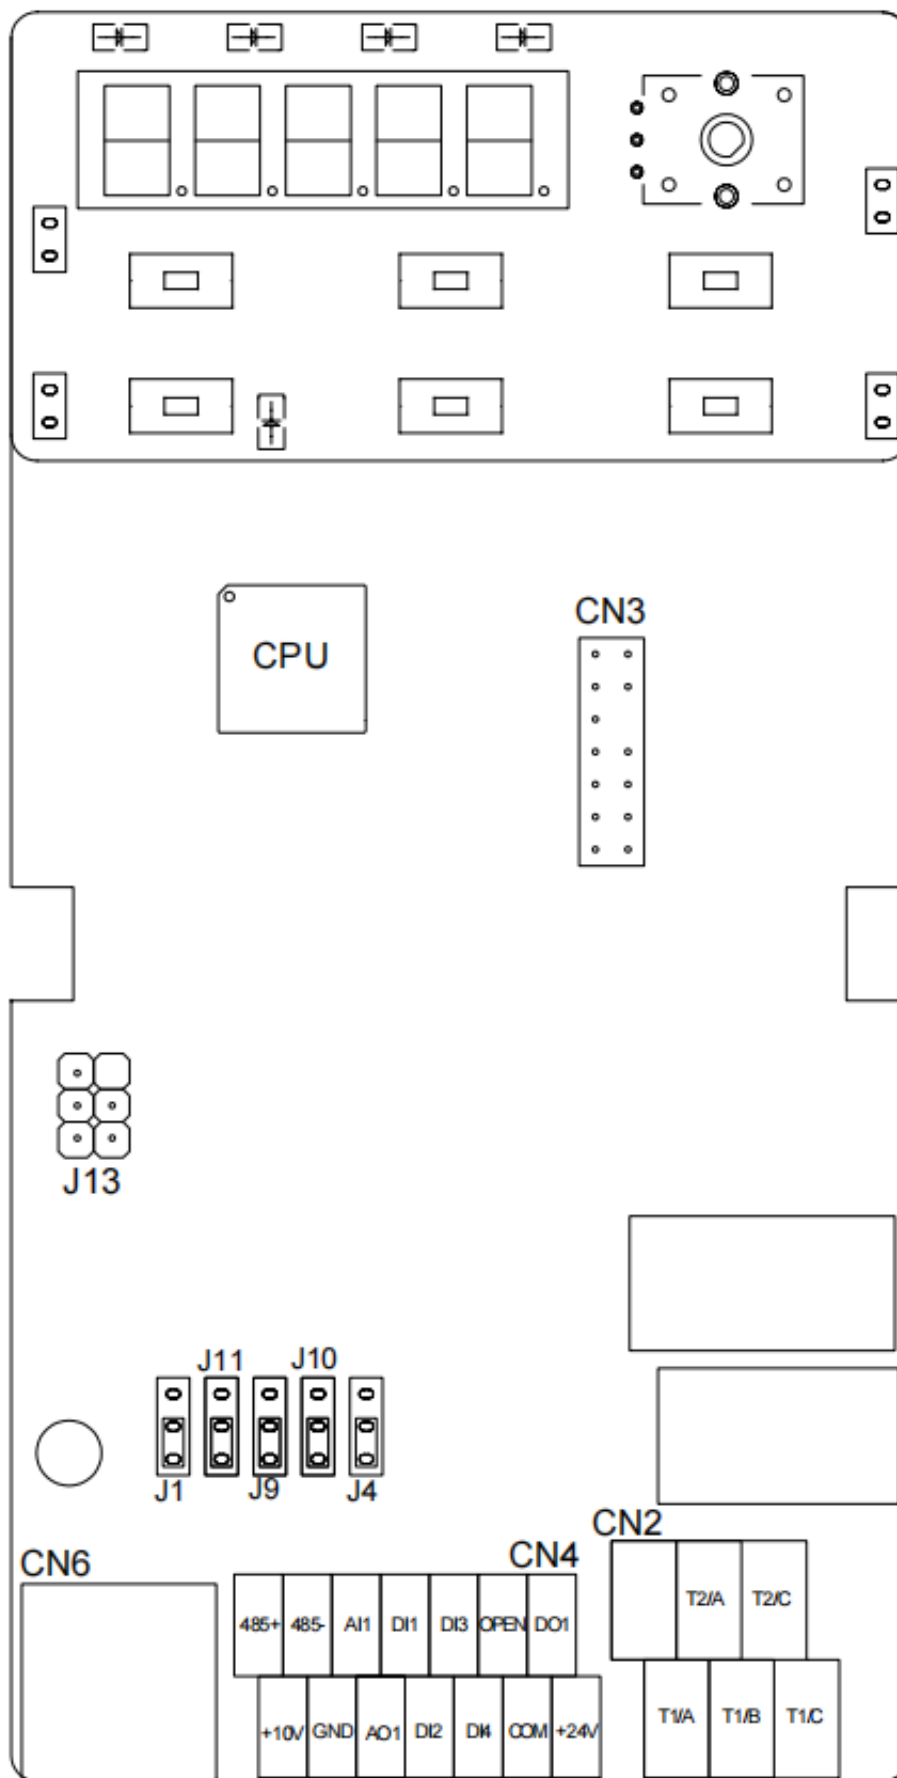 CPU
CN3
J13
J11 J10
J1 J9 J4
CN2
CN6
CN4
T2/A T2/C
485+ 485- AI1 DI1 DI3 OPEN DO1
T1/A T1/B T1/C
+10V GND AO1 DI2 DI4 COM +24V